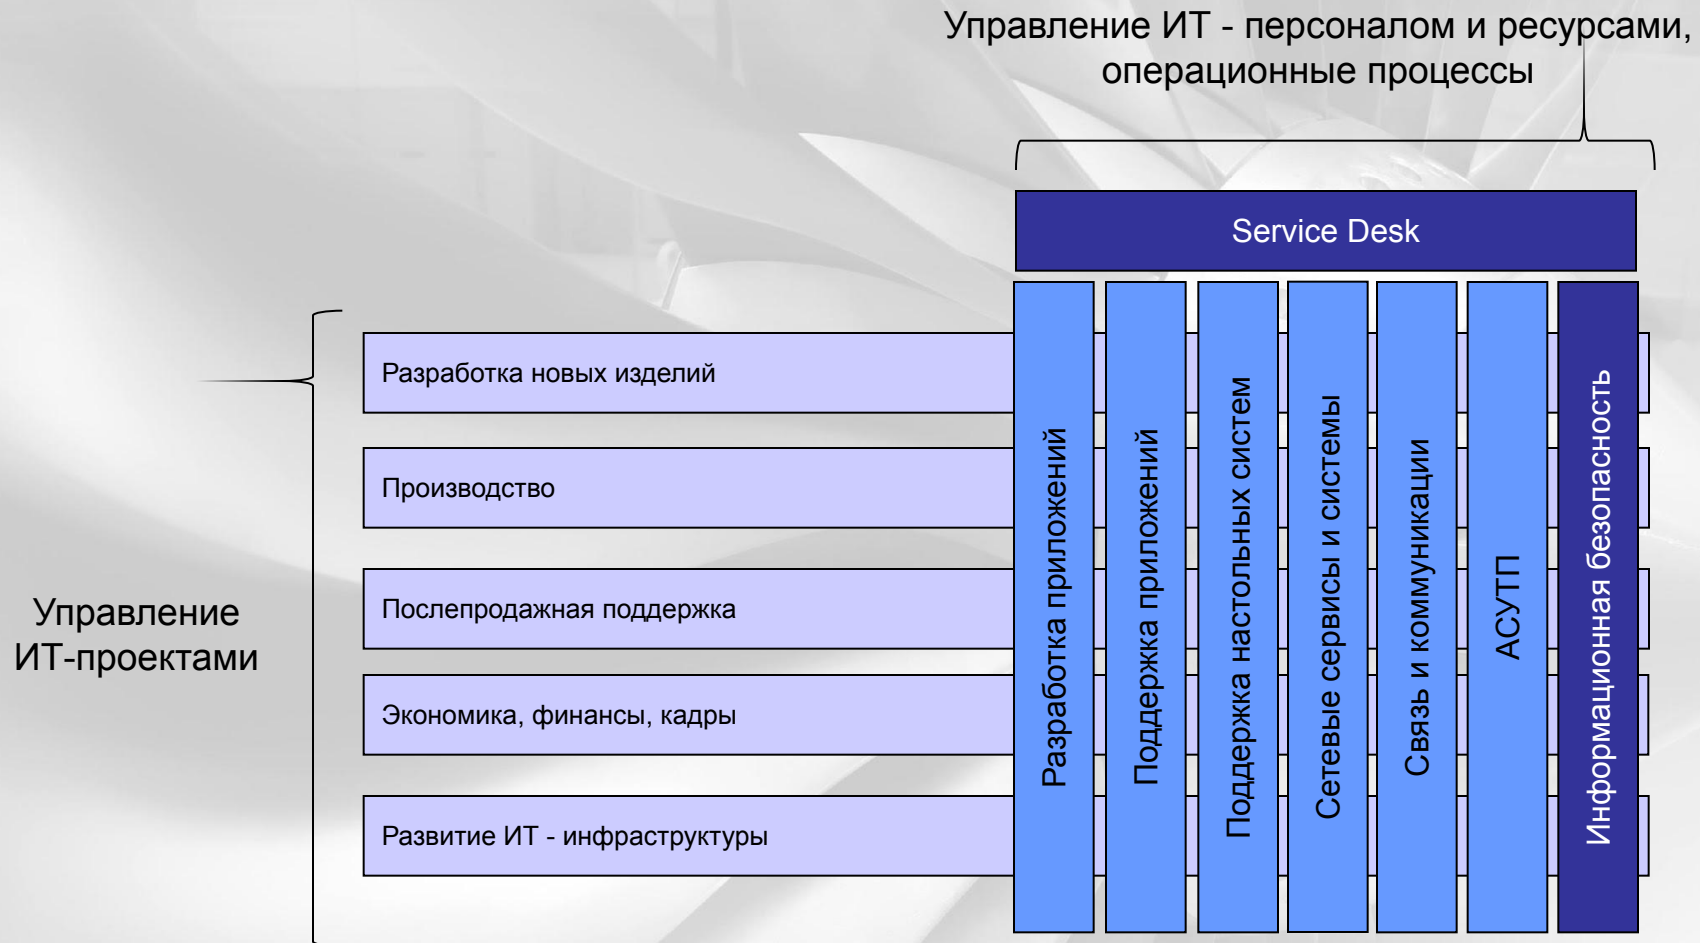 Управление ИТ - персоналом и ресурсами,
операционные процессы
Service Desk
Разработка новых изделий
Производство
Послепродажная поддержка
Экономика, финансы, кадры
Развитие ИТ - инфраструктуры
Управление
ИТ-проектами
Разработка приложений
Поддержка приложений
Поддержка настольных систем
Сетевые сервисы и системы
Связь и коммуникации
АСУТП
Информационная безопасность